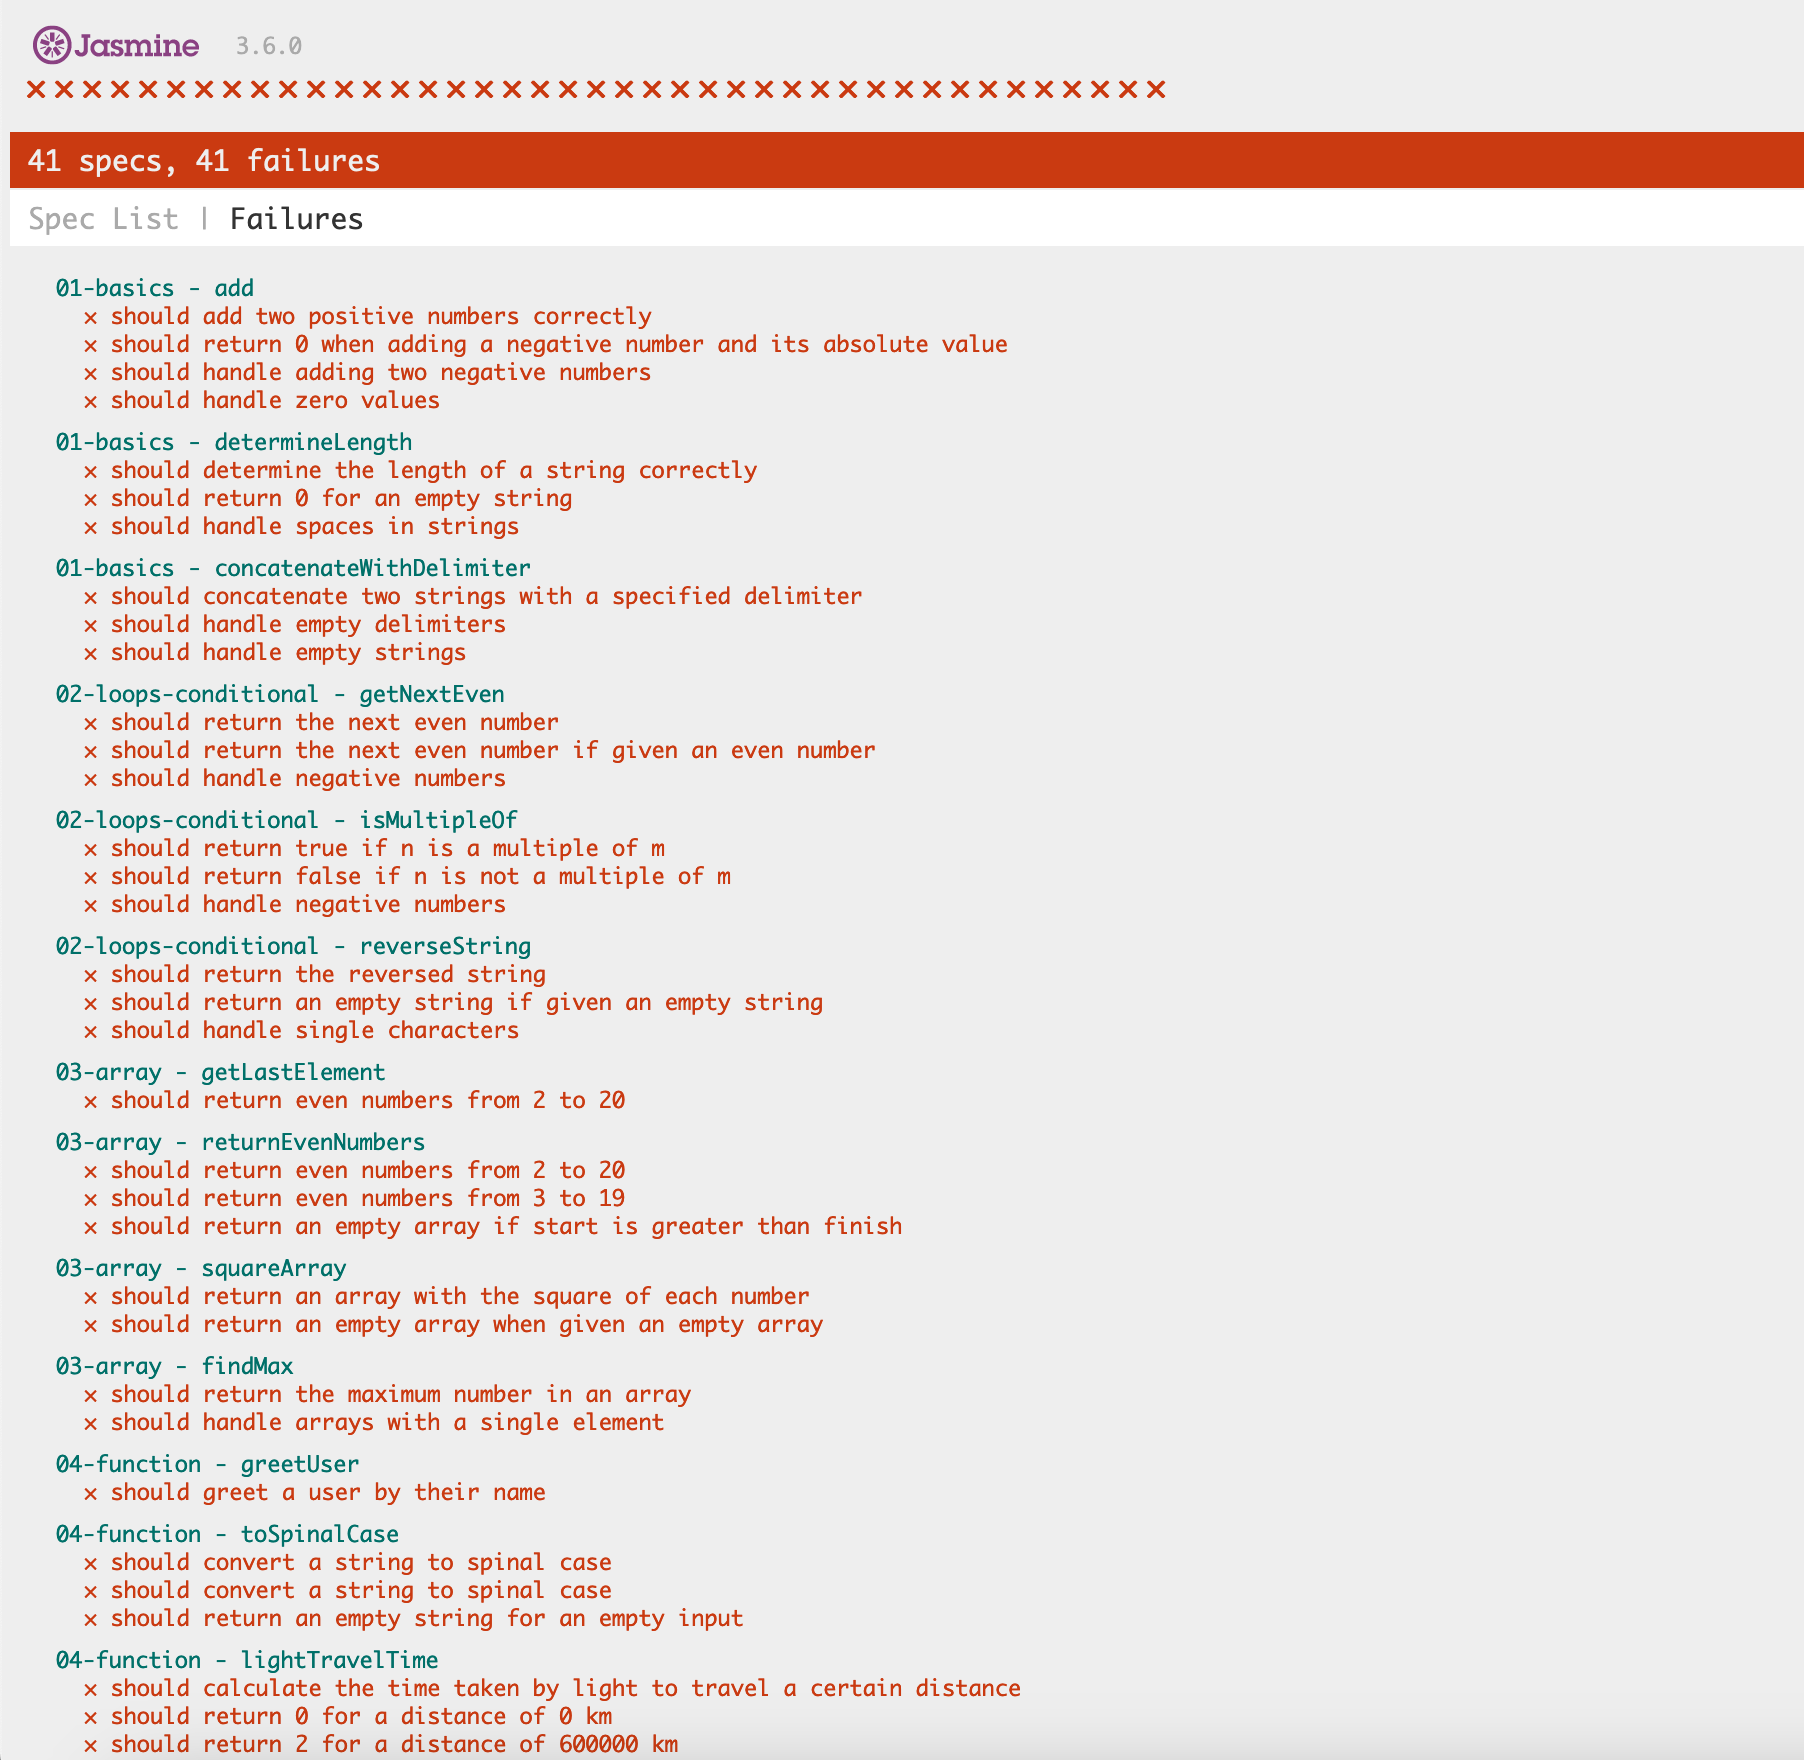 Jasmine 3.6.0
× × × × × × × × × × × × × × × × × × × × × × × × × × × × × × × × × × × × × × × × ×
41 specs, 41 failures
Spec List | Failures
01-basics - add
× should add two positive numbers correctly
× should return 0 when adding a negative number and its absolute value
× should handle adding two negative numbers
× should handle zero values
01-basics - determineLength
× should determine the length of a string correctly
× should return 0 for an empty string
× should handle spaces in strings
01-basics - concatenateWithDelimiter
× should concatenate two strings with a specified delimiter
× should handle empty delimiters
× should handle empty strings
02-loops-conditional - getNextEven
× should return the next even number
× should return the next even number if given an even number
× should handle negative numbers
02-loops-conditional - isMultipleOf
× should return true if n is a multiple of m
× should return false if n is not a multiple of m
× should handle negative numbers
02-loops-conditional - reverseString
× should return the reversed string
× should return an empty string if given an empty string
× should handle single characters
03-array - getLastElement
× should return even numbers from 2 to 20
03-array - returnEvenNumbers
× should return even numbers from 2 to 20
× should return even numbers from 3 to 19
× should return an empty array if start is greater than finish
03-array - squareArray
× should return an array with the square of each number
× should return an empty array when given an empty array
03-array - findMax
× should return the maximum number in an array
× should handle arrays with a single element
04-function - greetUser
× should greet a user by their name
04-function - toSpinalCase
× should convert a string to spinal case
× should convert a string to spinal case
× should return an empty string for an empty input
04-function - lightTravelTime
× should calculate the time taken by light to travel a certain distance
× should return 0 for a distance of 0 km
× should return 2 for a distance of 600000 km